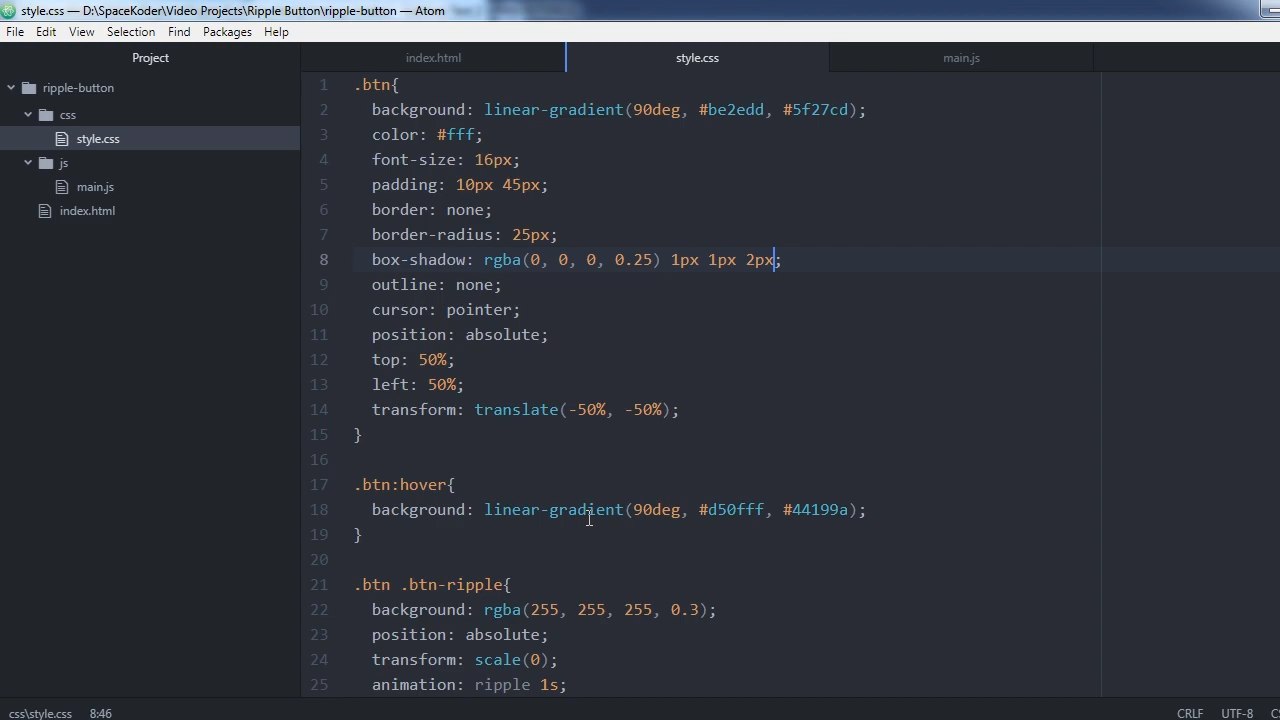 style.css — D:\SpaceKoder\Video Projects\Ripple Button\ripple-button — Atom
File Edit View Selection Find Packages Help
Project
index.html
style.css
main.js
ripple-button
css
style.css
js
main.js
index.html
1 .btn{
2 background: linear-gradient(90deg, #be2edd, #5f27cd);
3 color: #fff;
4 font-size: 16px;
5 padding: 10px 45px;
6 border: none;
7 border-radius: 25px;
8 box-shadow: rgba(0, 0, 0, 0.25) 1px 1px 2px;
9 outline: none;
10 cursor: pointer;
11 position: absolute;
12 top: 50%;
13 left: 50%;
14 transform: translate(-50%, -50%);
15 }
16
17 .btn:hover{
18 background: linear-gradient(90deg, #d50fff, #44199a);
19 }
20
21 .btn .btn-ripple{
22 background: rgba(255, 255, 255, 0.3);
23 position: absolute;
24 transform: scale(0);
25 animation: ripple 1s;
css\style.css 8:46 CRLF UTF-8